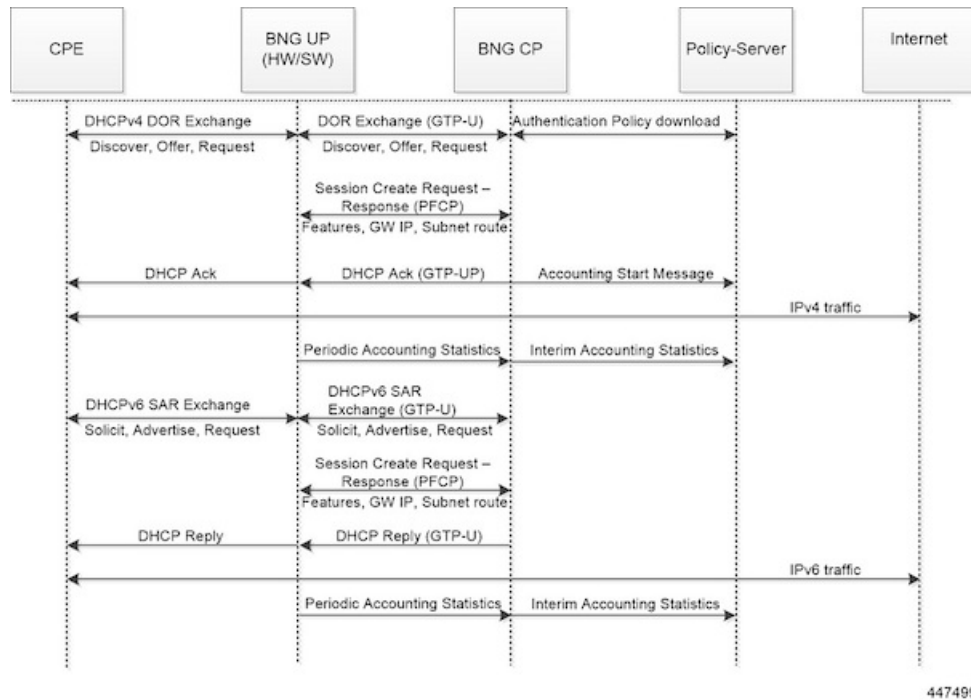 CPE
BNG UP
(HW/SW)
BNG CP
Policy-Server
Internet
DHCPv4 DOR Exchange
Discover, Offer, Request
DOR Exchange (GTP-U)
Discover, Offer, Request
Authentication Policy download
Session Create Request –
Response (PFCP)
Features, GW IP, Subnet route
DHCP Ack
DHCP Ack (GTP-UP)
Accounting Start Message
IPv4 traffic
Periodic Accounting Statistics
Interim Accounting Statistics
DHCPv6 SAR Exchange
Solicit, Advertise, Request
DHCPv6 SAR
Exchange (GTP-U)
Solicit, Advertise, Request
Session Create Request –
Response (PFCP)
Features, GW IP, Subnet route
DHCP Reply
DHCP Reply (GTP-U)
IPv6 traffic
Periodic Accounting Statistics
Interim Accounting Statistics
447499